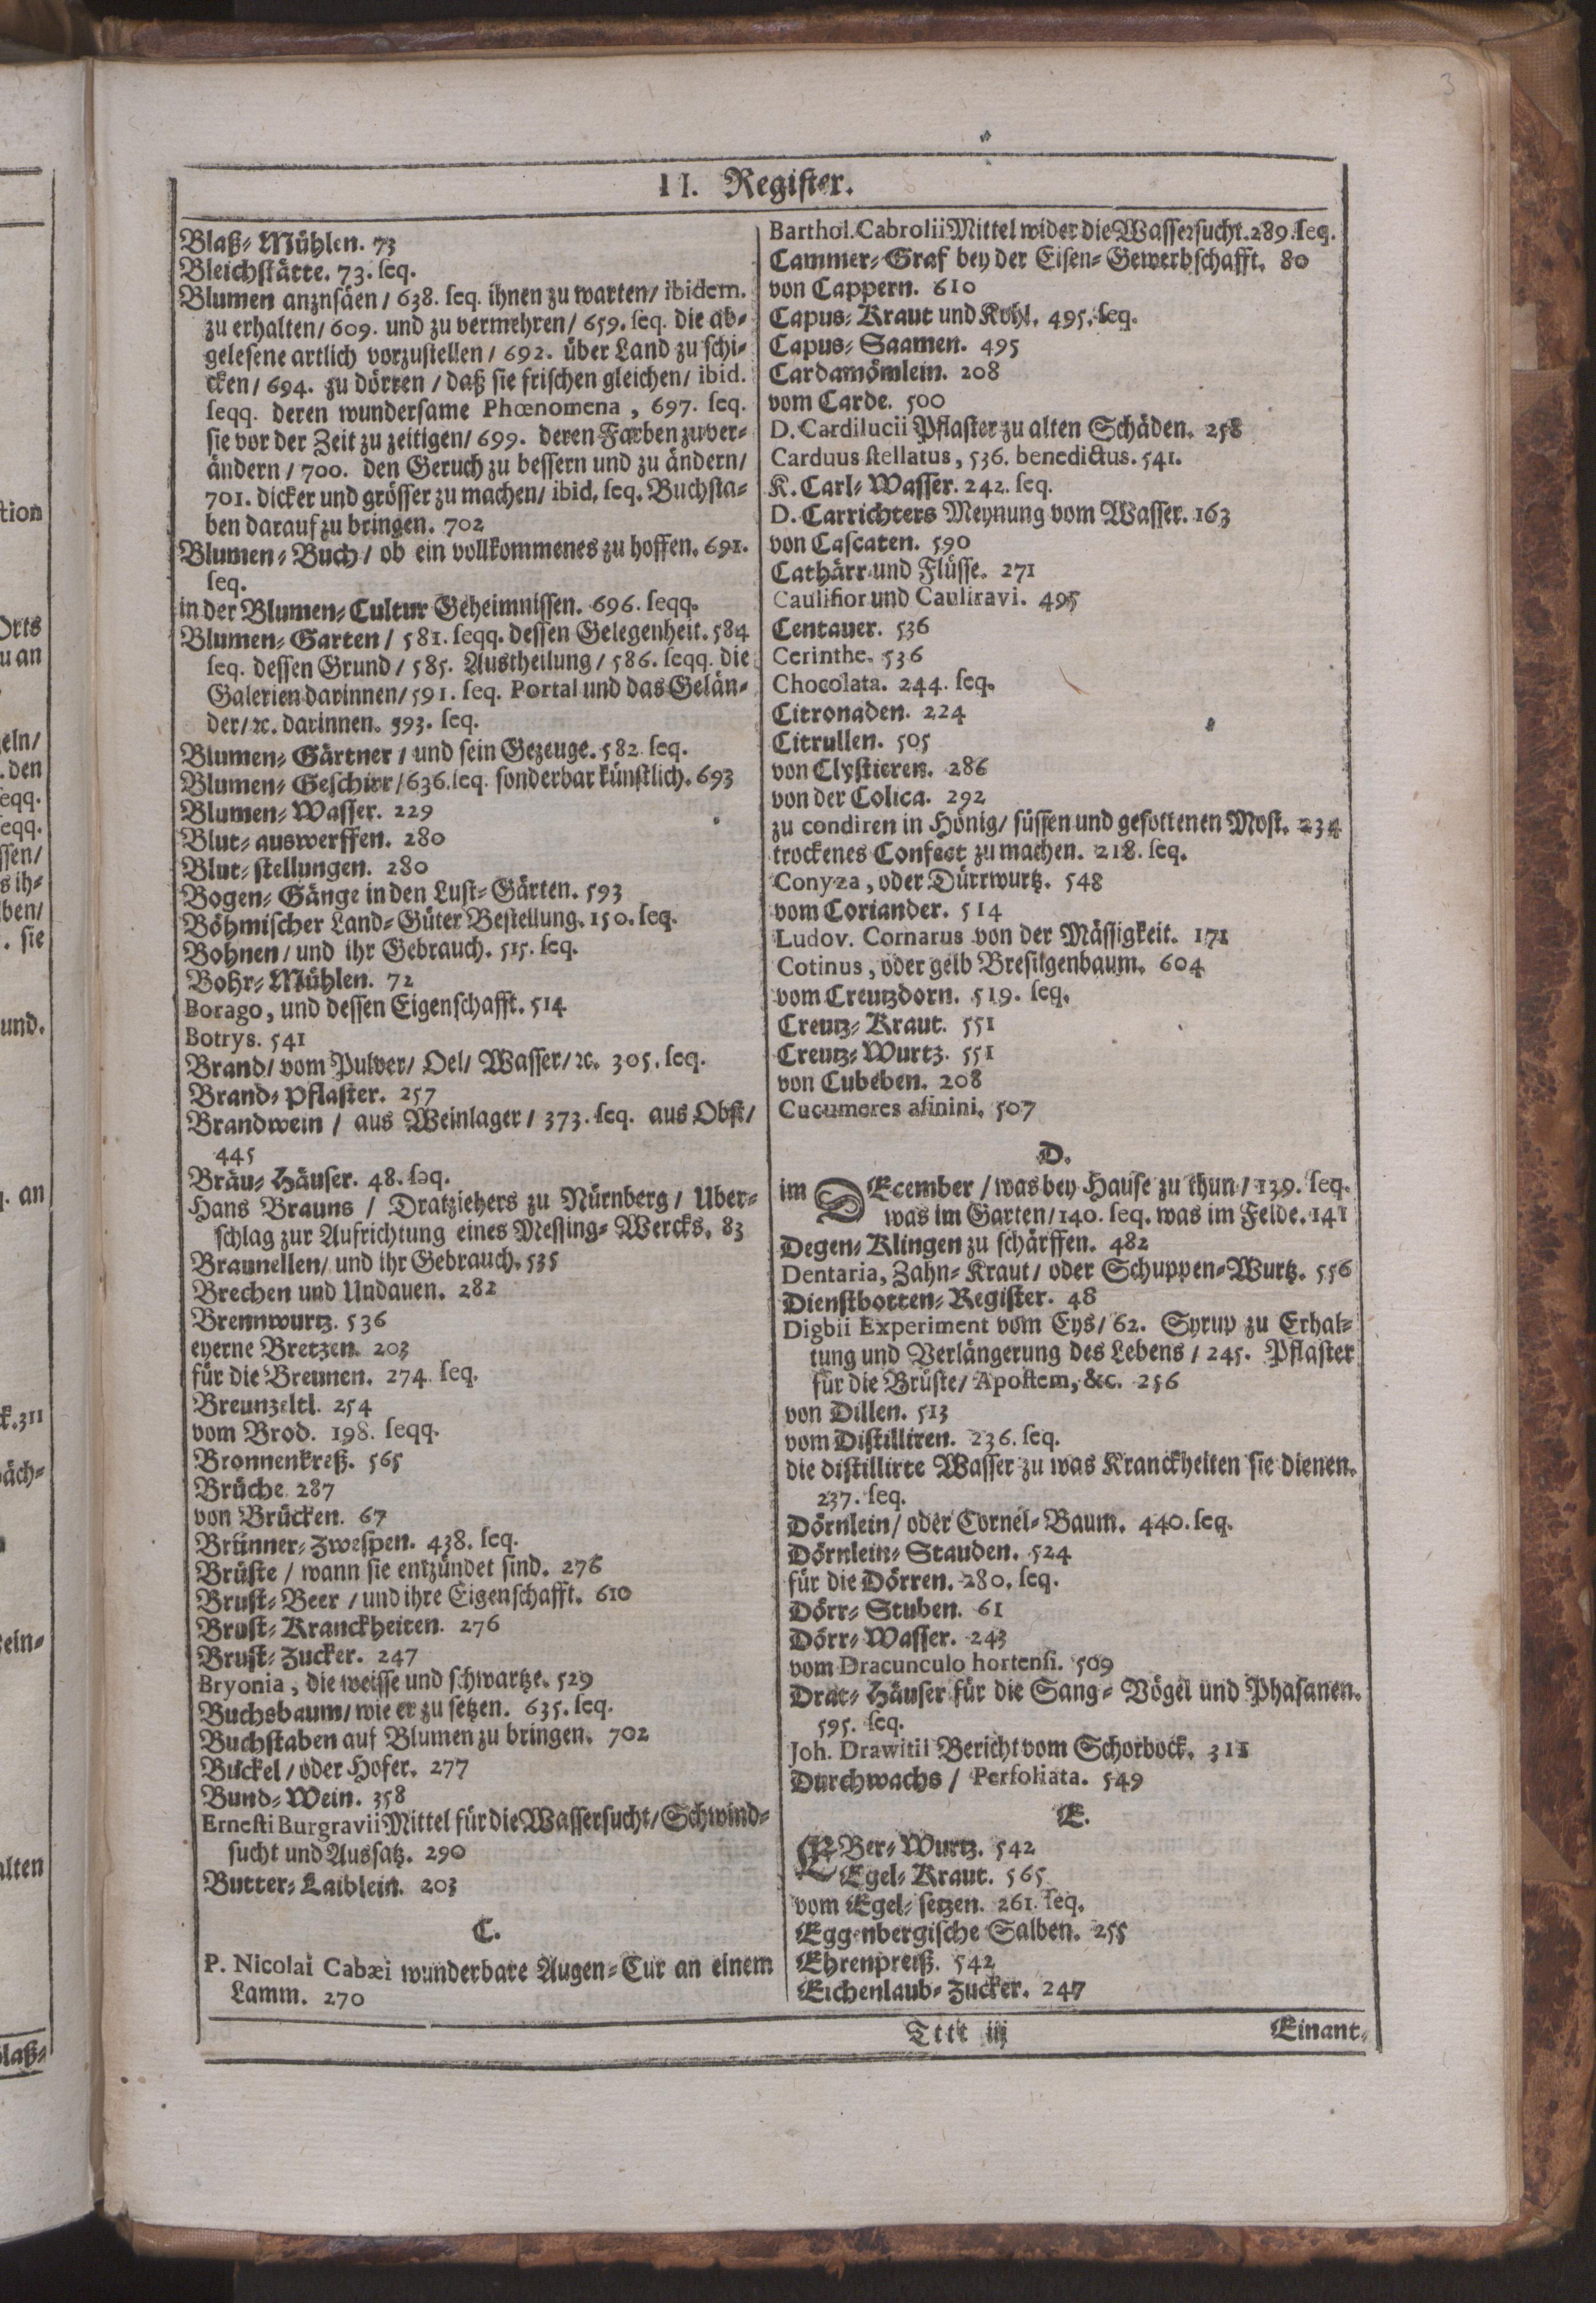 3
II. Register.
Blaß-Mühlen. 73
Bleichstätte. 73. seq.
Blumen anznsäen / 638. seq. ihnen zu warten / ibidem.
zu erhalten / 609. und zu vermehren / 659. seq. die ab-
gelesene artlich vorzustellen / 692. über Land zu schi-
cken / 694. zu dörren / daß sie frischen gleichen / ibid.
seqq. deren wundersame Phœnomena, 697. seq.
sie vor der Zeit zu zeitigen / 699. deren Farben zu ver-
ändern / 700. den Geruch zu bessern und zu ändern /
701. dicker und grösser zu machen / ibid. seq. Buchsta-
ben darauf zu bringen. 702
Blumen-Buch / ob ein vollkommenes zu hoffen. 691.
seq.
in der Blumen-Cultur Geheimnissen. 696. seqq.
Blumen-Garten / 581. seqq. dessen Gelegenheit. 584
seq. dessen Grund / 585. Austheilung / 586. seqq. die
Galerien darinnen / 591. seq. Portal und das Gelän-
der / ꝛc. darinnen. 593. seq.
Blumen-Gärtner / und sein Gezeuge. 582. seq.
Blumen-Geschirr / 636. seq. sonderbar künstlich. 693
Blumen-Wasser. 229
Blut-auswerffen. 280
Blut-stellungen. 280
Bogen-Gänge in den Lust-Gärten. 593
Böhmischer Land-Güter Bestellung. 150. seq.
Bohnen / und ihr Gebrauch. 515. seq.
Bohr-Mühlen. 72
Borago, und dessen Eigenschafft. 514
Botrys. 541
Brand / vom Pulver / Oel / Wasser / ꝛc. 305. seq.
Brand-Pflaster. 257
Brandwein / aus Weinlager / 373. seq. aus Obst /
445
Bräu-Häuser. 48. seq.
Hans Brauns / Dratziehers zu Nürnberg / Uber-
schlag zur Aufrichtung eines Messing-Wercks. 83
Braunellen / und ihr Gebrauch. 535
Brechen und Undauen. 282
Brennwurtz. 536
eyerne Bretzen. 203
für die Breunen. 274. seq.
Breunzeltl. 254
vom Brod. 198. seqq.
Bronnenkreß. 565
Brüche 287
von Brücken. 67
Brünner-Zwespen. 438. seq.
Brüste / wann sie entzündet sind. 276
Brust-Beer / und ihre Eigenschafft. 610
Brust-Kranckheiten. 276
Brust-Zucker. 247
Bryonia, die weisse und schwartze. 529
Buchsbaum / wie er zu setzen. 635. seq.
Buchstaben auf Blumen zu bringen. 702
Buckel / oder Hofer. 277
Bund-Wein. 358
Ernesti Burgravii Mittel für die Wassersucht / Schwind-
sucht und Aussatz. 290
Butter-Laiblein. 203
C.
P. Nicolai Cabæi wunderbare Augen-Cur an einem
Lamm. 270
Barthol. Cabrolii Mittel wider die Wassersucht. 289. seq.
Cammer-Graf bey der Eisen-Gewerbschafft. 80
von Cappern. 610
Capus-Kraut und Kohl. 495. seq.
Capus-Saamen. 495
Cardamömlein. 208
vom Carde. 500
D. Cardilucii Pflaster zu alten Schäden. 258
Carduus stellatus, 536. benedictus. 541.
K. Carl-Wasser. 242. seq.
D. Carrichters Meynung vom Wasser. 163
von Cascaten. 590
Cathärr und Flüsse. 271
Caulifior und Cauliravi. 495
Centauer. 536
Cerinthe. 536
Chocolata. 244. seq.
Citronaden. 224
Citrullen. 505
von Clystieren. 286
von der Colica. 292
zu condiren in Hönig / süssen und gesottenen Most. 234
trockenes Confect zu machen. 218. seq.
Conyza, oder Dürrwurtz. 548
vom Coriander. 514
Ludov. Cornarus von der Mässigkeit. 171
Cotinus, oder gelb Bresilgenbaum. 604
vom Creutzdorn. 519. seq.
Creutz-Kraut. 551
Creutz-Wurtz. 551
von Cubeben. 208
Cucumeres asinini. 507
D.
im DEcember / was bey Hause zu thun / 139. seq.
was im Garten / 140. seq. was im Felde. 141
Degen-Klingen zu schärffen. 482
Dentaria, Zahn-Kraut / oder Schuppen-Wurtz. 556
Dienstbotten-Register. 48
Digbii Experiment vom Eys / 62. Syrup zu Erhal-
tung und Verlängerung des Lebens / 245. Pflaster
für die Brüste / Apostem, &c. 256
von Dillen. 513
vom Distilliren. 236. seq.
die distillirte Wasser zu was Kranckheiten sie dienen.
237. seq.
Dörnlein / oder Cornel-Baum. 440. seq.
Dörnlein-Stauden. 524
für die Dörren. 280. seq.
Dörr-Stuben. 61
Dörr-Wasser. 243
vom Dracunculo hortensi. 509
Drat-Häuser für die Sang-Vögel und Phasanen.
595. seq.
Joh. Drawitii Bericht vom Schorbock. 311
Durchwachs / Perfoliata. 549
E.
EBer-Wurtz. 542
Egel-Kraut. 565
vom Egel-setzen. 261. seq.
Eggenbergische Salben. 255
Ehrenpreiß. 542
Eichenlaub-Zucker. 247
Tttt iij
Einant-